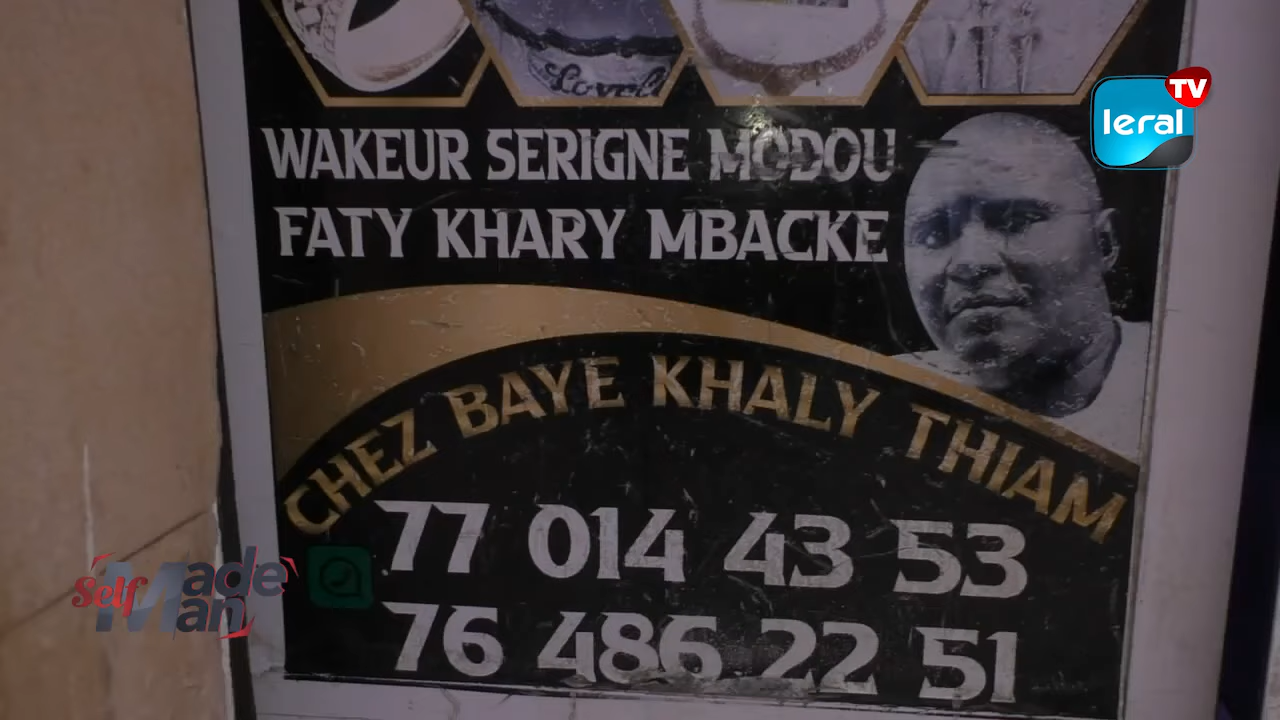 Lovel
TV
leral
WAKEUR SERIGNE MODOU
FATY KHARY MBACKE
CHEZ BAYE KHALY THIAM
77 014 43 53
76 486 22 51
Self Made Man